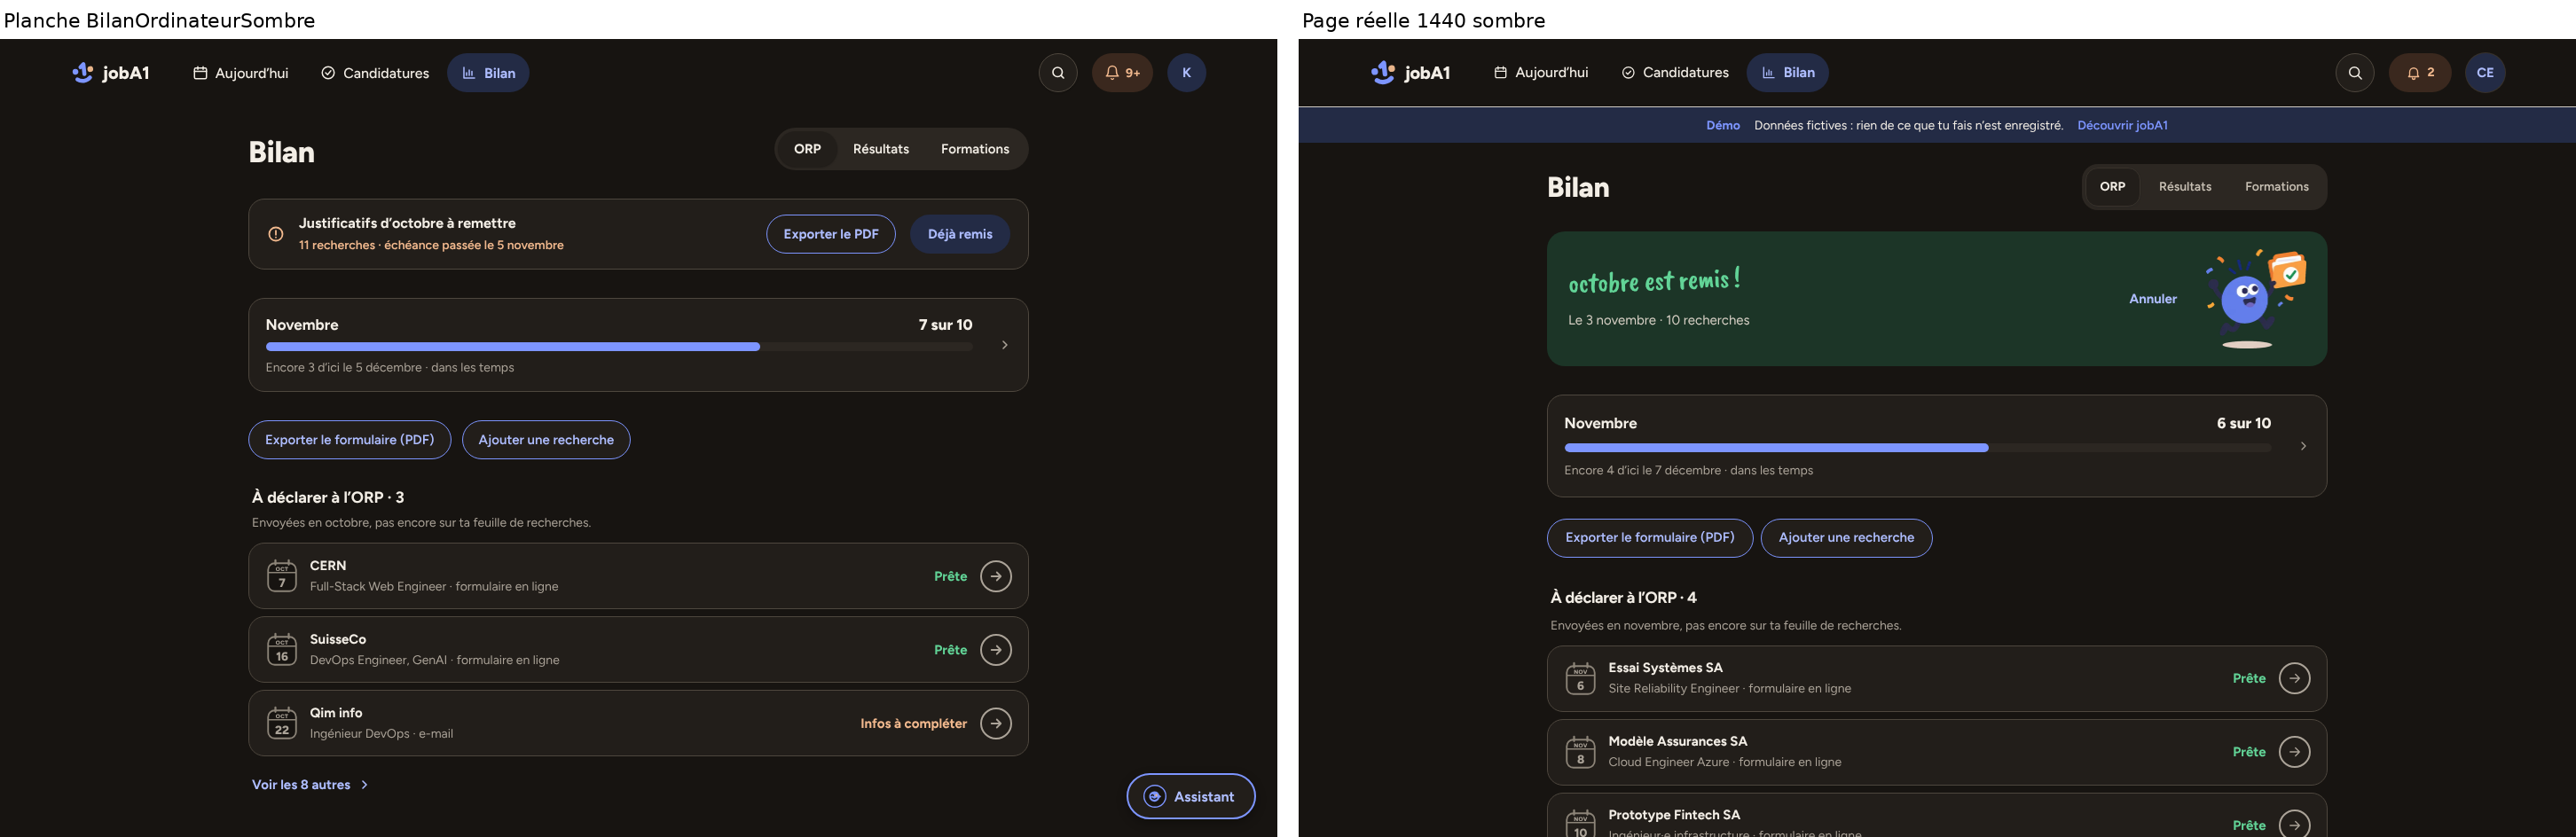 Planche BilanOrdinateurSombre
jobA1
Aujourd'hui
Candidatures
Bilan
9+
K
Bilan
ORP
Résultats
Formations
Justificatifs d'octobre à remettre
11 recherches · échéance passée le 5 novembre
Exporter le PDF
Déjà remis
Novembre
7 sur 10
Encore 3 d'ici le 5 décembre · dans les temps
Exporter le formulaire (PDF)
Ajouter une recherche
À déclarer à l'ORP · 3
Envoyées en octobre, pas encore sur ta feuille de recherches.
OCT
7
CERN
Full-Stack Web Engineer · formulaire en ligne
Prête
OCT
16
SuisseCo
DevOps Engineer, GenAI · formulaire en ligne
Prête
OCT
22
Qim info
Ingénieur DevOps · e-mail
Infos à compléter
Voir les 8 autres
Assistant
Page réelle 1440 sombre
jobA1
Aujourd'hui
Candidatures
Bilan
2
CE
Démo Données fictives : rien de ce que tu fais n'est enregistré. Découvrir jobA1
Bilan
ORP
Résultats
Formations
octobre est remis !
Le 3 novembre · 10 recherches
Annuler
Novembre
6 sur 10
Encore 4 d'ici le 7 décembre · dans les temps
Exporter le formulaire (PDF)
Ajouter une recherche
À déclarer à l'ORP · 4
Envoyées en novembre, pas encore sur ta feuille de recherches.
NOV
6
Essai Systèmes SA
Site Reliability Engineer · formulaire en ligne
Prête
NOV
8
Modèle Assurances SA
Cloud Engineer Azure · formulaire en ligne
Prête
NOV
10
Prototype Fintech SA
Ingénieur·e infrastructure · formulaire en ligne
Prête